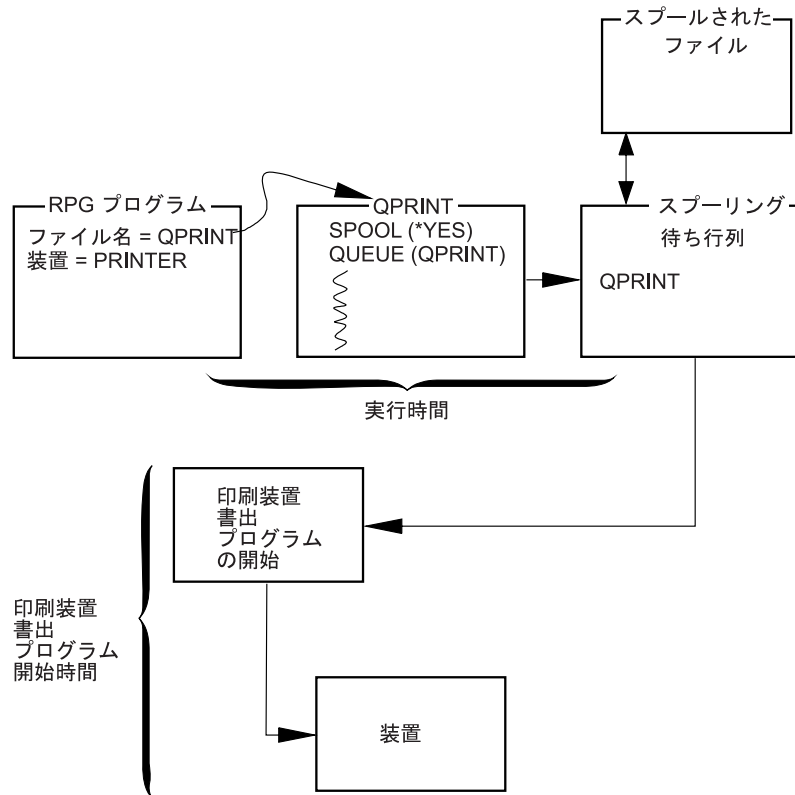 スプールされた
ファイル
RPG プログラム
ファイル名 = QPRINT
装置 = PRINTER
QPRINT
SPOOL (*YES)
QUEUE (QPRINT)
スプーリング
待ち行列
QPRINT
実行時間
印刷装置
書出
プログラム
の開始
印刷装置
書出
プログラム
開始時間
装置